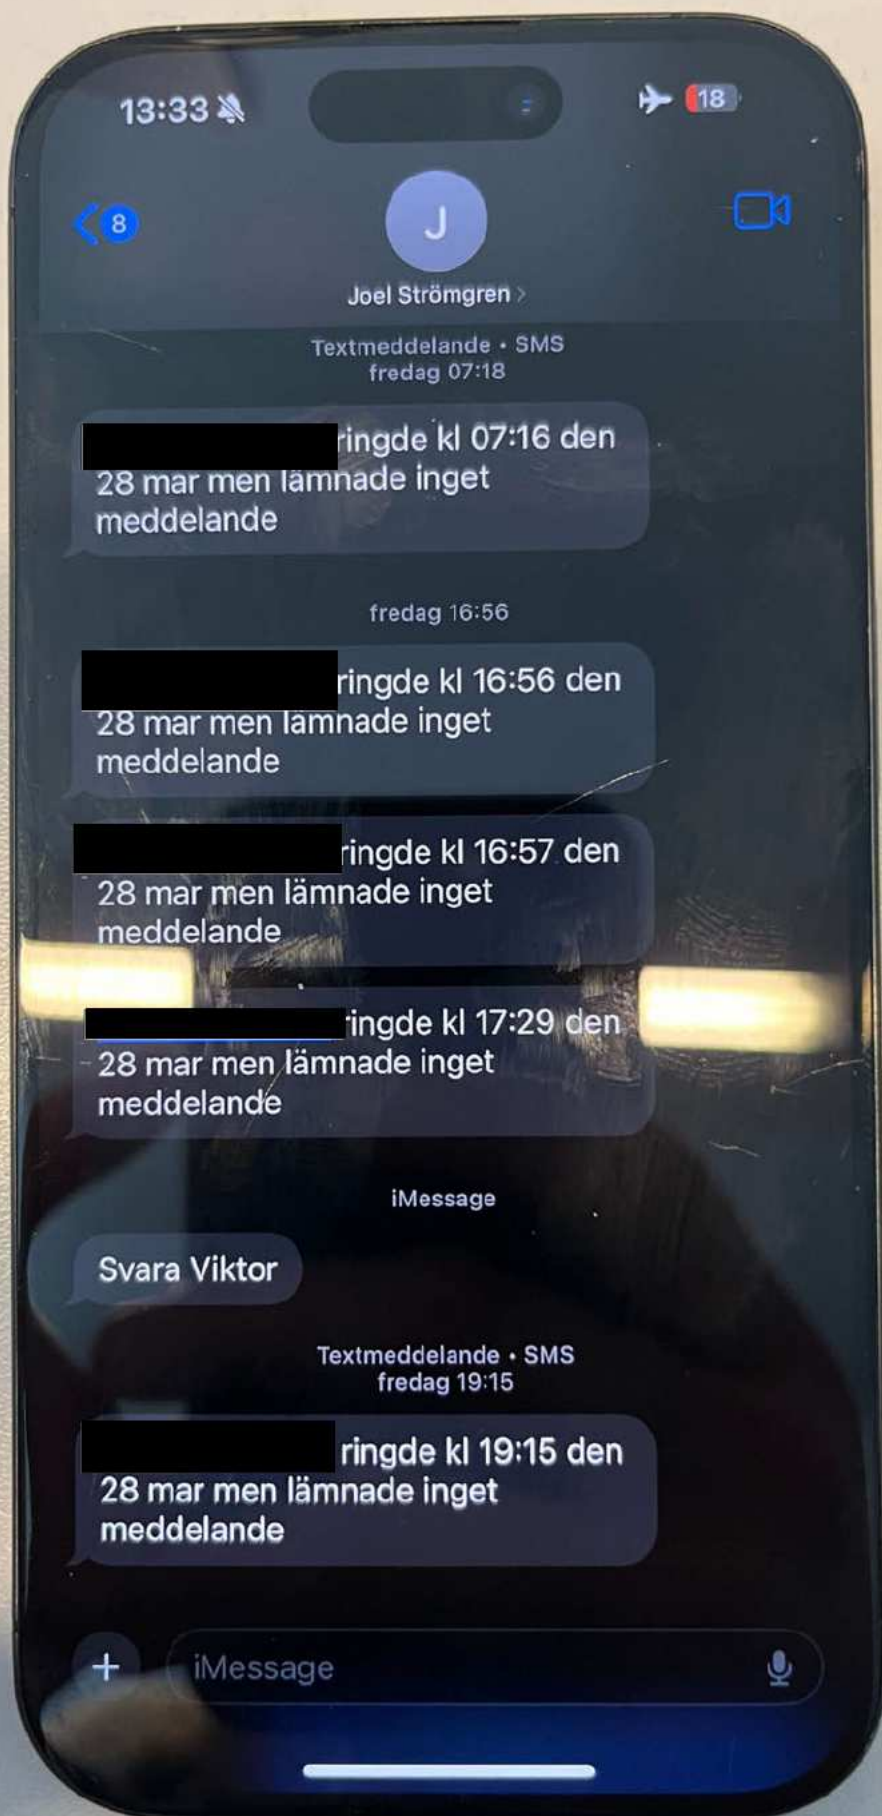 13:33
18
8
J
Joel Strömgren
Textmeddelande • SMS
fredag 07:18
ringde kl 07:16 den
28 mar men lämnade inget
meddelande
fredag 16:56
ringde kl 16:56 den
28 mar men lämnade inget
meddelande
ringde kl 16:57 den
28 mar men lämnade inget
meddelande
ringde kl 17:29 den
28 mar men lämnade inget
meddelande
iMessage
Svara Viktor
Textmeddelande • SMS
fredag 19:15
ringde kl 19:15 den
28 mar men lämnade inget
meddelande
+ iMessage